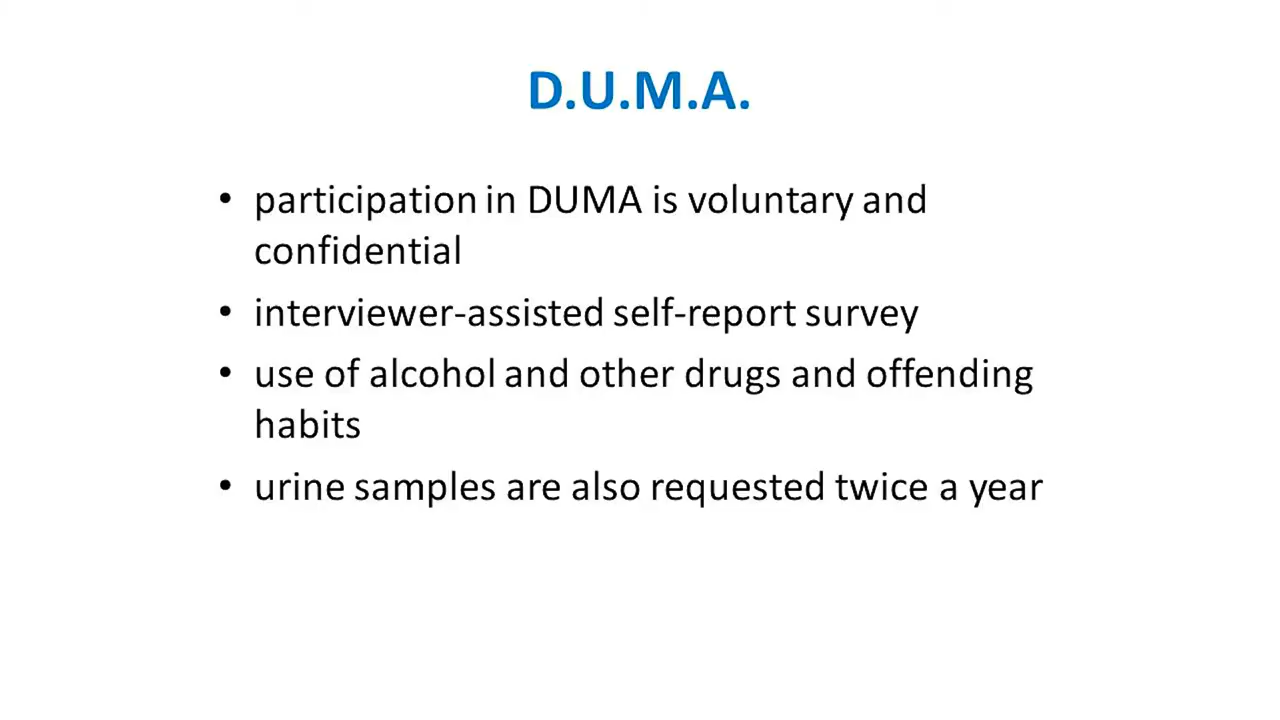 D.U.M.A.
• participation in DUMA is voluntary and
confidential
• interviewer-assisted self-report survey
• use of alcohol and other drugs and offending
habits
• urine samples are also requested twice a year